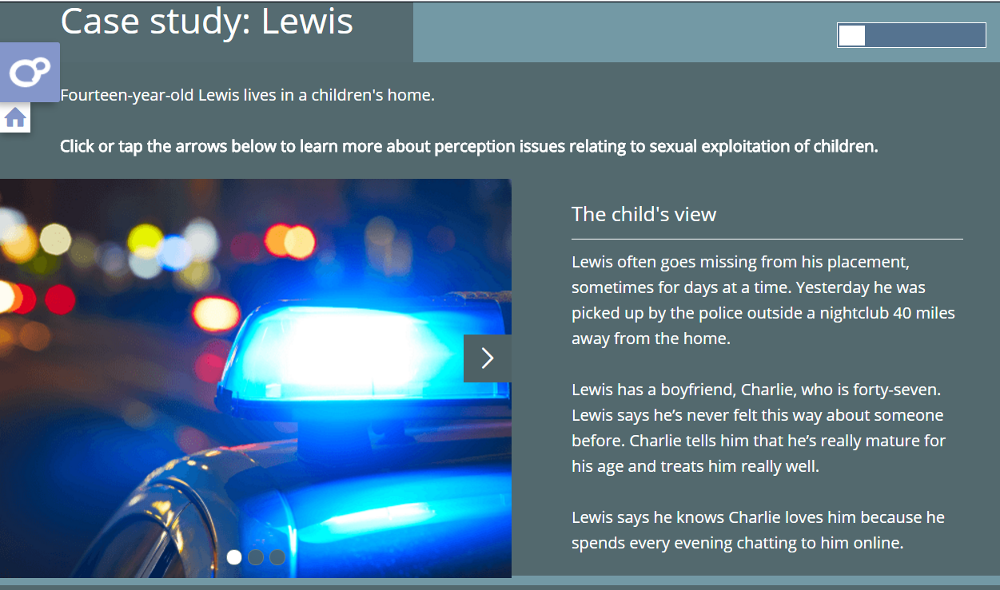 Case study: Lewis
Fourteen-year-old Lewis lives in a children's home.
Click or tap the arrows below to learn more about perception issues relating to sexual exploitation of children.
The child's view
Lewis often goes missing from his placement,
sometimes for days at a time. Yesterday he was
picked up by the police outside a nightclub 40 miles
away from the home.
Lewis has a boyfriend, Charlie, who is forty-seven.
Lewis says he’s never felt this way about someone
before. Charlie tells him that he’s really mature for
his age and treats him really well.
Lewis says he knows Charlie loves him because he
spends every evening chatting to him online.